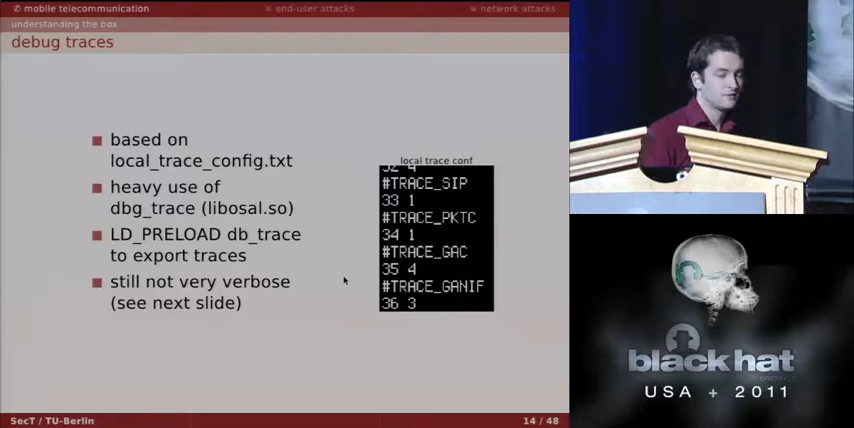 mobile telecommunication
end-user attacks
network attacks
understanding the box
debug traces
based on
local_trace_config.txt
heavy use of
dbg_trace (libosal.so)
LD_PRELOAD db_trace
to export traces
still not very verbose
(see next slide)
local trace conf
32 4
#TRACE_SIP
33 1
#TRACE_PKTC
34 1
#TRACE_GAC
35 4
#TRACE_GANIF
36 3
SecT / TU-Berlin
14 / 48
black hat
USA + 2011